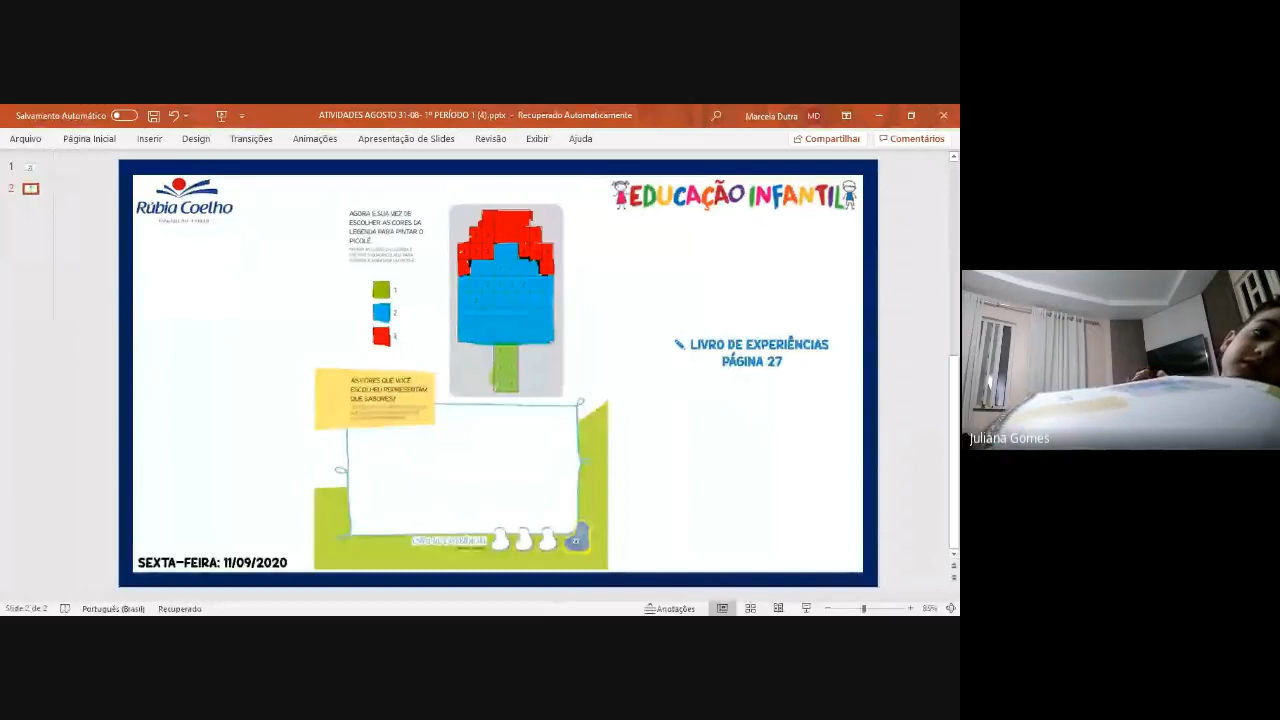 Salvamento Automático
ATIVIDADES AGOSTO 31-08- 1º PERÍODO 1 (4).pptx - Recuperado Automaticamente
Marcela Dutra MD
Arquivo Página Inicial Inserir Design Transições Animações Apresentação de Slides Revisão Exibir Ajuda
Compartilhar Comentários
1
2
Rúbia Coelho
EDUCAÇÃO INFANTIL
AGORA É SUA VEZ DE
ESCOLHER AS CORES DA
LEGENDA PARA PINTAR O
PICOLÉ.
1
2
LIVRO DE EXPERIÊNCIAS
PÁGINA 27
AS CORES QUE VOCÊ
ESCOLHEU REPRESENTAM
QUE SABORES?
27
SEXTA-FEIRA: 11/09/2020
Juliana Gomes
Slide 2 de 2 Português (Brasil) Recuperado
Anotações
85%